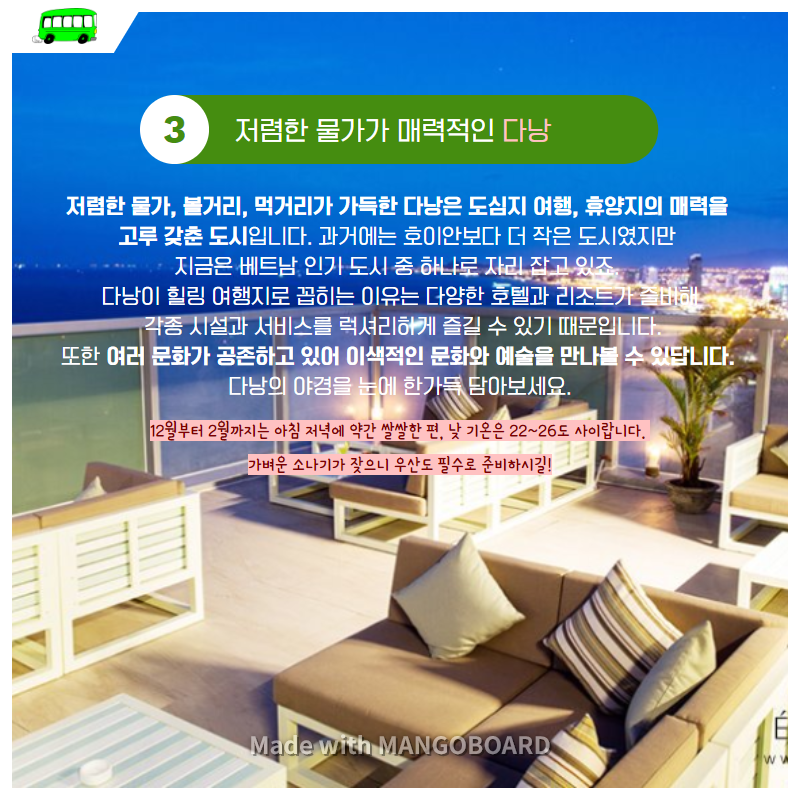 3
저렴한 물가가 매력적인 다낭
저렴한 물가, 볼거리, 먹거리가 가득한 다낭은 도심지 여행, 휴양지의 매력을
고루 갖춘 도시입니다. 과거에는 호이안보다 더 작은 도시였지만
지금은 베트남 인기 도시 중 하나로 자리 잡고 있죠.
다낭이 힐링 여행지로 꼽히는 이유는 다양한 호텔과 리조트가 즐비해
각종 시설과 서비스를 럭셔리하게 즐길 수 있기 때문입니다.
또한 여러 문화가 공존하고 있어 이색적인 문화와 예술을 만나볼 수 있답니다.
다낭의 야경을 눈에 한가득 담아보세요.
12월부터 2월까지는 아침 저녁에 약간 쌀쌀한 편, 낮 기온은 22~26도 사이랍니다.
가벼운 소나기가 잦으니 우산도 필수로 준비하시길!
Made with MANGOBOARD